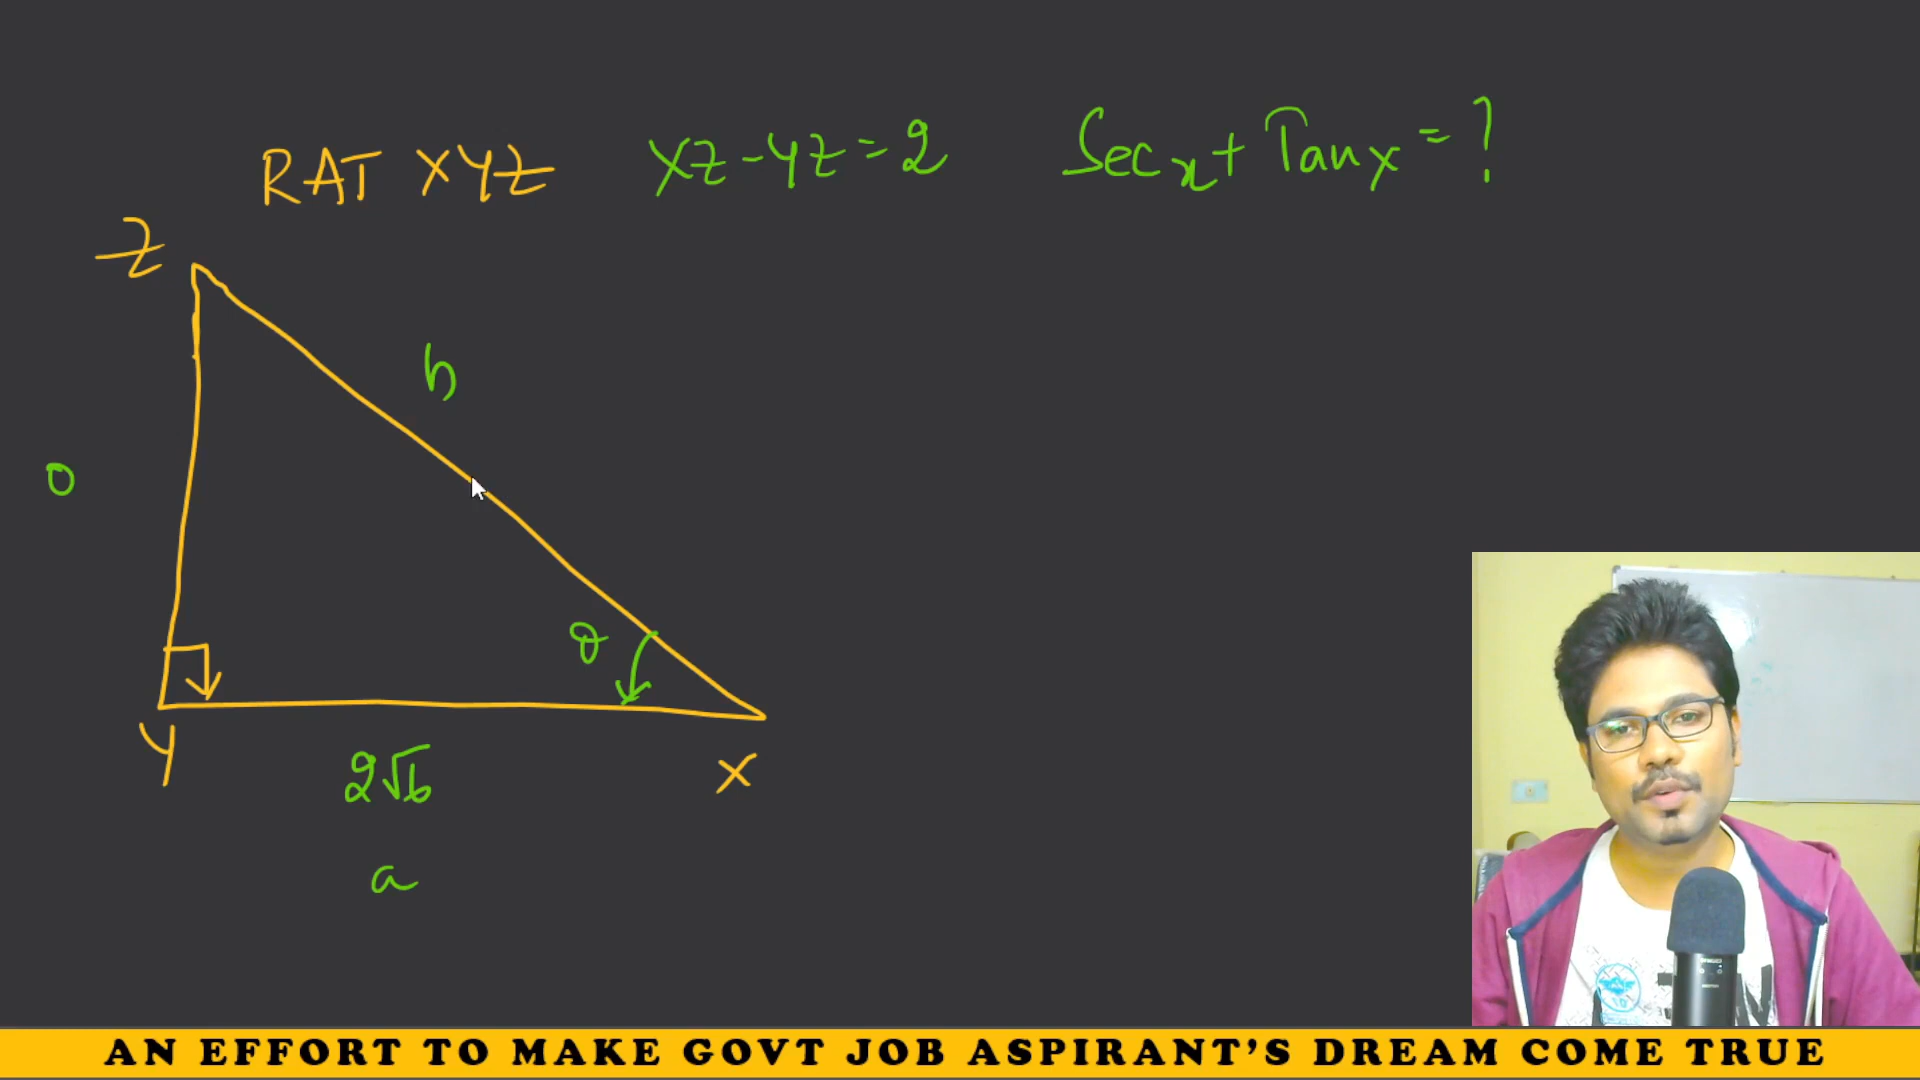 RAT XYZ XZ-YZ=2 Secx+Tanx=?
Z
h
o
θ
Y
2√6
X
a
AN EFFORT TO MAKE GOVT JOB ASPIRANT'S DREAM COME TRUE